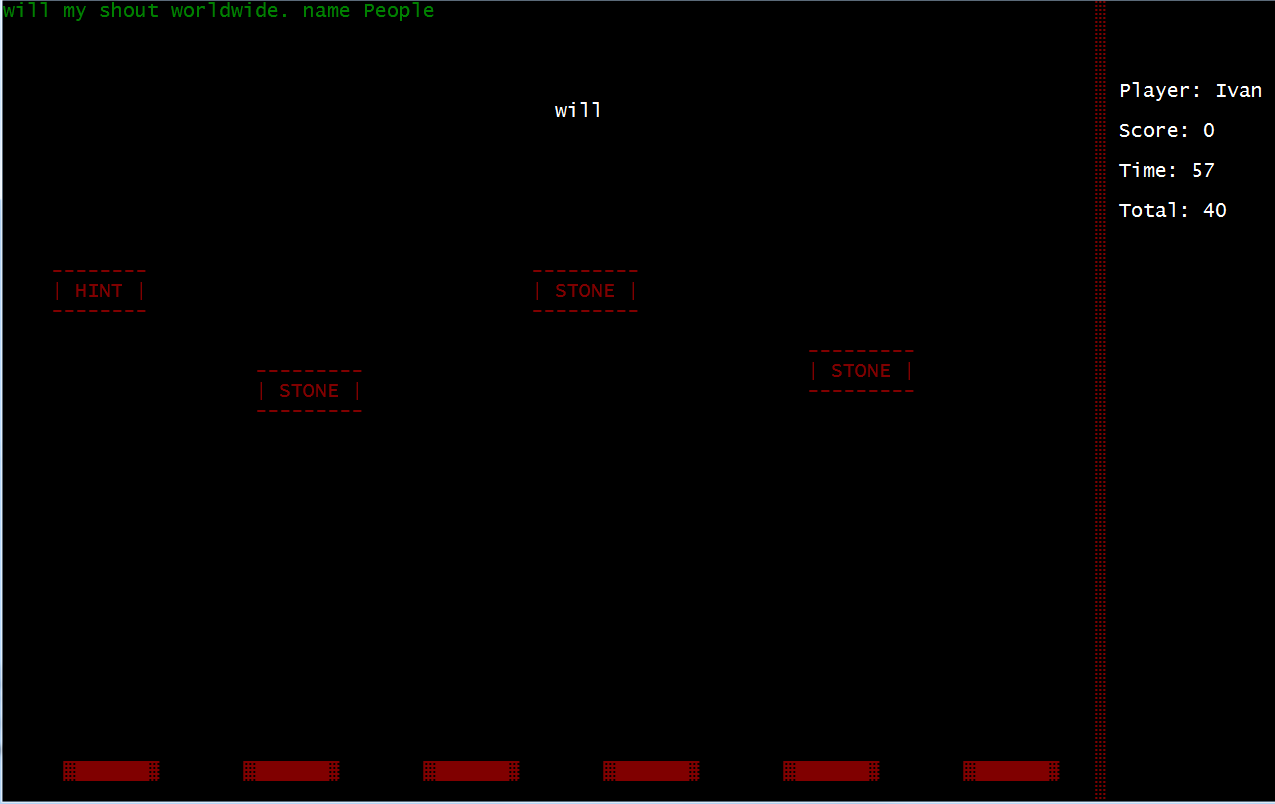 will my shout worldwide. name People
will
Player: Ivan
Score: 0
Time: 57
Total: 40
| HINT |
| STONE |
| STONE |
| STONE |